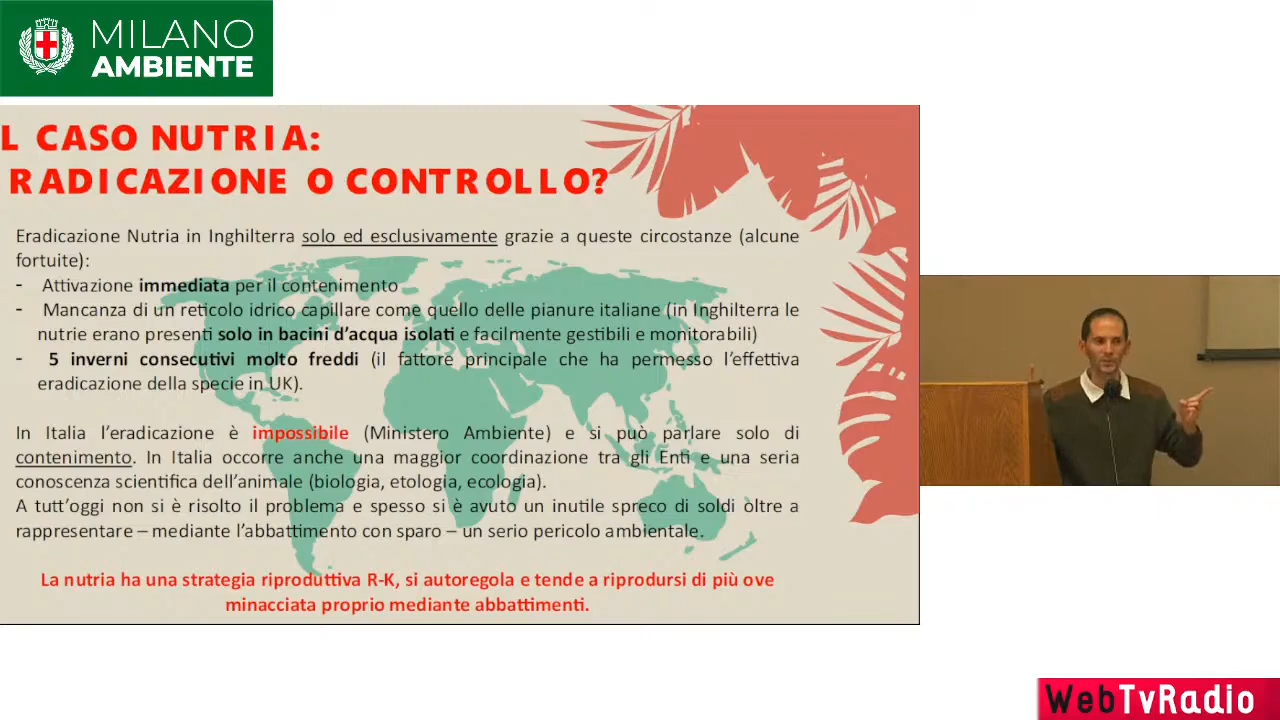 MILANO
AMBIENTE
L CASO NUTRIA:
RADICAZIONE O CONTROLLO?
Eradicazione Nutria in Inghilterra solo ed esclusivamente grazie a queste circostanze (alcune
fortuite):
- Attivazione immediata per il contenimento
- Mancanza di un reticolo idrico capillare come quello delle pianure italiane (in Inghilterra le
nutrie erano presenti solo in bacini d'acqua isolati e facilmente gestibili e monitorabili)
- 5 inverni consecutivi molto freddi (il fattore principale che ha permesso l'effettiva
eradicazione della specie in UK).
In Italia l'eradicazione è impossibile (Ministero Ambiente) e si può parlare solo di
contenimento. In Italia occorre anche una maggior coordinazione tra gli Enti e una seria
conoscenza scientifica dell'animale (biologia, etologia, ecologia).
A tutt'oggi non si è risolto il problema e spesso si è avuto un inutile spreco di soldi oltre a
rappresentare – mediante l'abbattimento con sparo – un serio pericolo ambientale.
La nutria ha una strategia riproduttiva R-K, si autoregola e tende a riprodursi di più ove
minacciata proprio mediante abbattimenti.
WebTvRadio